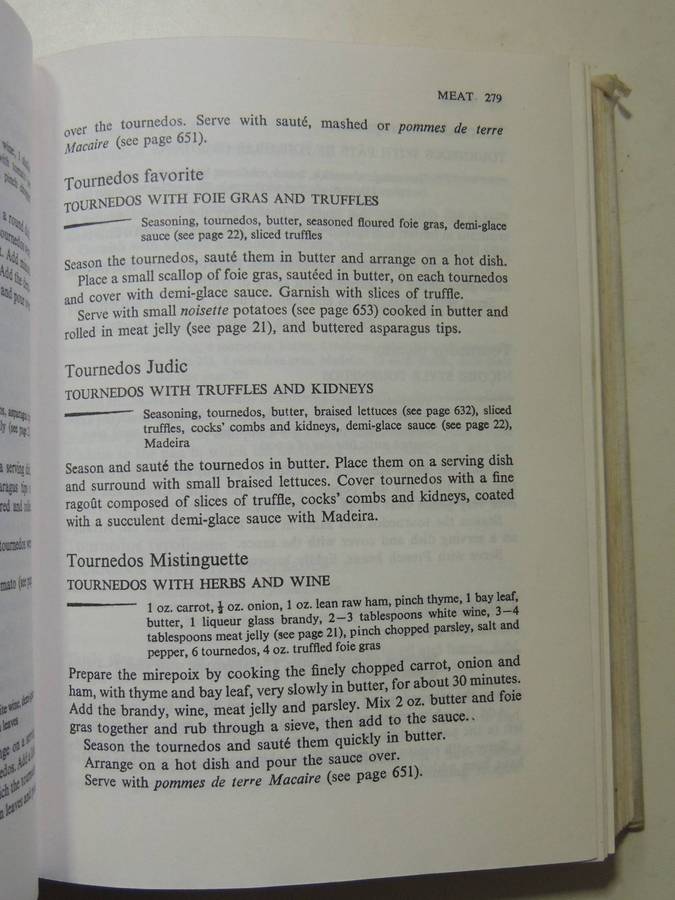 MEAT 279
over the tournedos. Serve with sauté, mashed or pommes de terre
Macaire (see page 651).
Tournedos favorite
TOURNEDOS WITH FOIE GRAS AND TRUFFLES
Seasoning, tournedos, butter, seasoned floured foie gras, demi-glace
sauce (see page 22), sliced truffles
Season the tournedos, sauté them in butter and arrange on a hot dish.
Place a small scallop of foie gras, sautéed in butter, on each tournedos
and cover with demi-glace sauce. Garnish with slices of truffle.
Serve with small noisette potatoes (see page 653) cooked in butter and
rolled in meat jelly (see page 21), and buttered asparagus tips.
Tournedos Judic
TOURNEDOS WITH TRUFFLES AND KIDNEYS
Seasoning, tournedos, butter, braised lettuces (see page 632), sliced
truffles, cocks' combs and kidneys, demi-glace sauce (see page 22),
Madeira
Season and sauté the tournedos in butter. Place them on a serving dish
and surround with small braised lettuces. Cover tournedos with a fine
ragoût composed of slices of truffle, cocks' combs and kidneys, coated
with a succulent demi-glace sauce with Madeira.
Tournedos Mistinguette
TOURNEDOS WITH HERBS AND WINE
1 oz. carrot, ½ oz. onion, 1 oz. lean raw ham, pinch thyme, 1 bay leaf,
butter, 1 liqueur glass brandy, 2–3 tablespoons white wine, 3–4
tablespoons meat jelly (see page 21), pinch chopped parsley, salt and
pepper, 6 tournedos, 4 oz. truffled foie gras
Prepare the mirepoix by cooking the finely chopped carrot, onion and
ham, with thyme and bay leaf, very slowly in butter, for about 30 minutes.
Add the brandy, wine, meat jelly and parsley. Mix 2 oz. butter and foie
gras together and rub through a sieve, then add to the sauce..
Season the tournedos and sauté them quickly in butter.
Arrange on a hot dish and pour the sauce over.
Serve with pommes de terre Macaire (see page 651).